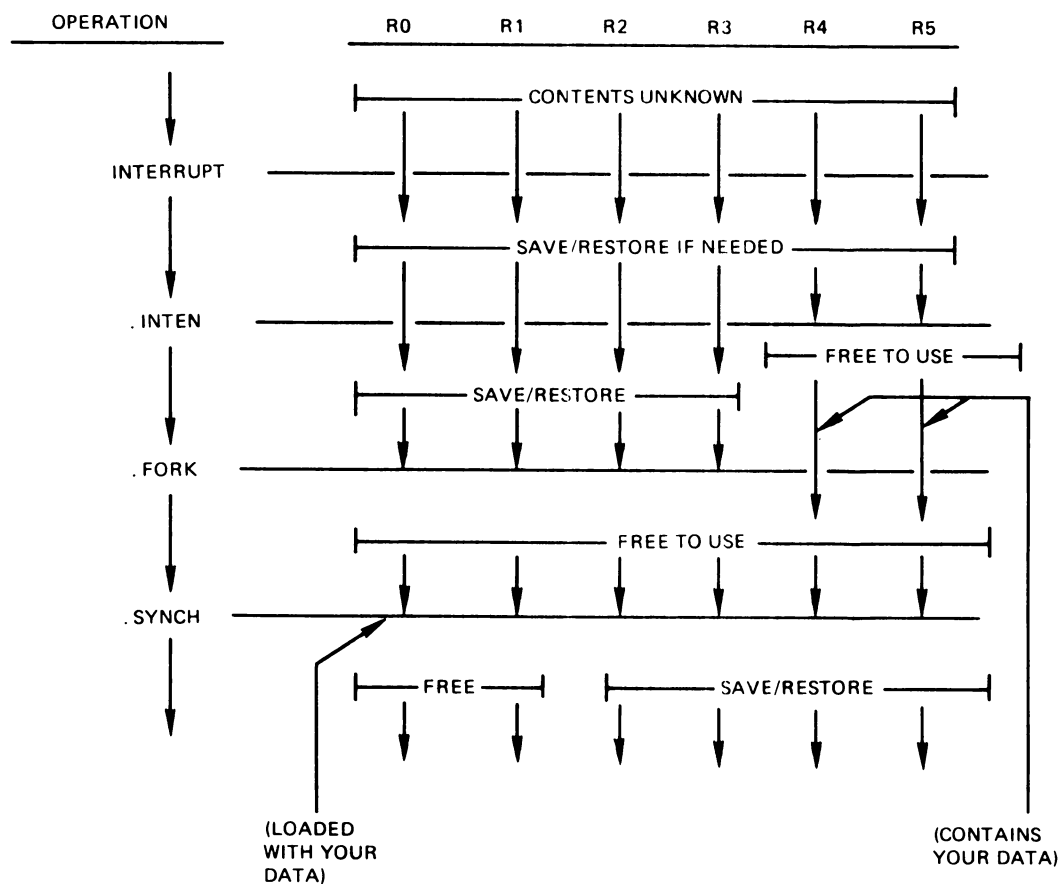 OPERATION R0 R1 R2 R3 R4 R5
CONTENTS UNKNOWN
INTERRUPT
SAVE/RESTORE IF NEEDED
.INTEN
FREE TO USE
SAVE/RESTORE
.FORK
FREE TO USE
.SYNCH
FREE SAVE/RESTORE
(LOADED
WITH YOUR
DATA)
(CONTAINS
YOUR DATA)